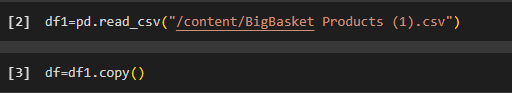 [2] df1=pd.read_csv("/content/BigBasket Products (1).csv")
[3] df=df1.copy()